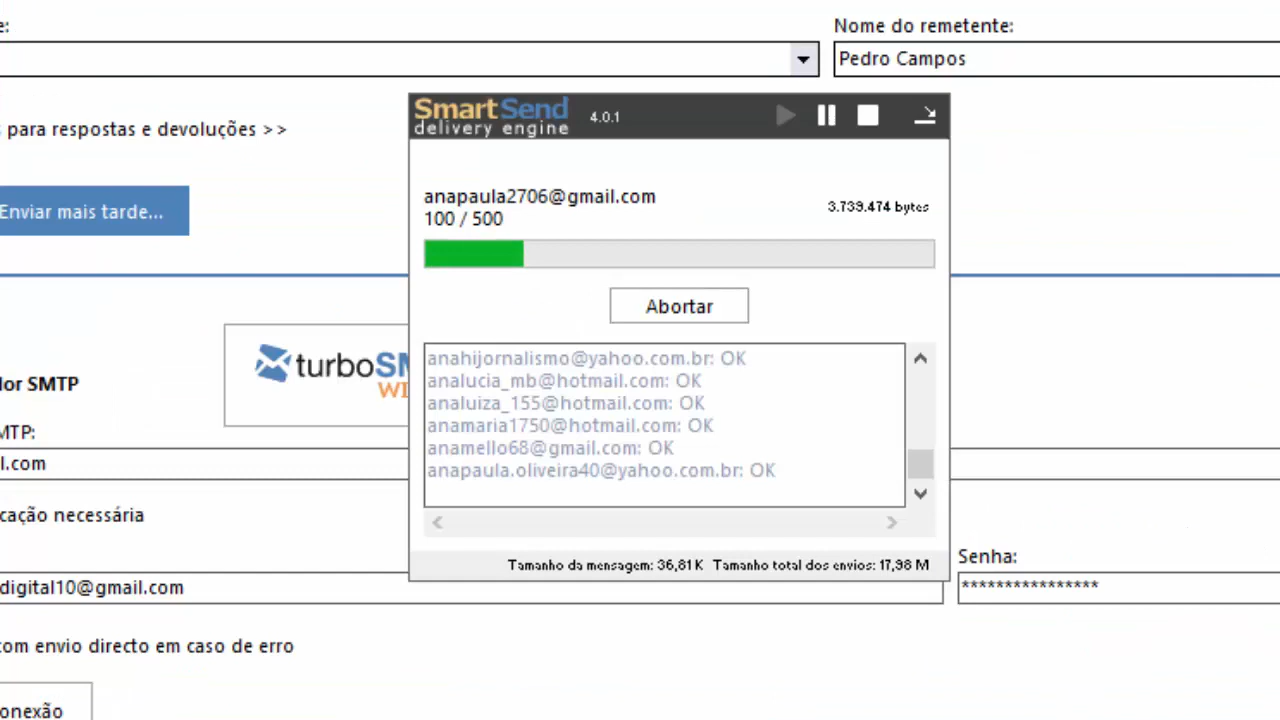 e:
Nome do remetente:
Pedro Campos
para respostas e devoluções >>
Enviar mais tarde...
SmartSend
delivery engine
4.0.1
anapaula2706@gmail.com
100 / 500
3.739.474 bytes
Abortar
anahijornalismo@yahoo.com.br: OK
analucia_mb@hotmail.com: OK
analuiza_155@hotmail.com: OK
anamaria1750@hotmail.com: OK
anamello68@gmail.com: OK
anapaula.oliveira40@yahoo.com.br: OK
Tamanho da mensagem: 36,81 K Tamanho total dos envios: 17,98 M
turboSM
WI
dor SMTP
MTP:
l.com
cação necessária
digital10@gmail.com
Senha:
****************
com envio directo em caso de erro
onexão